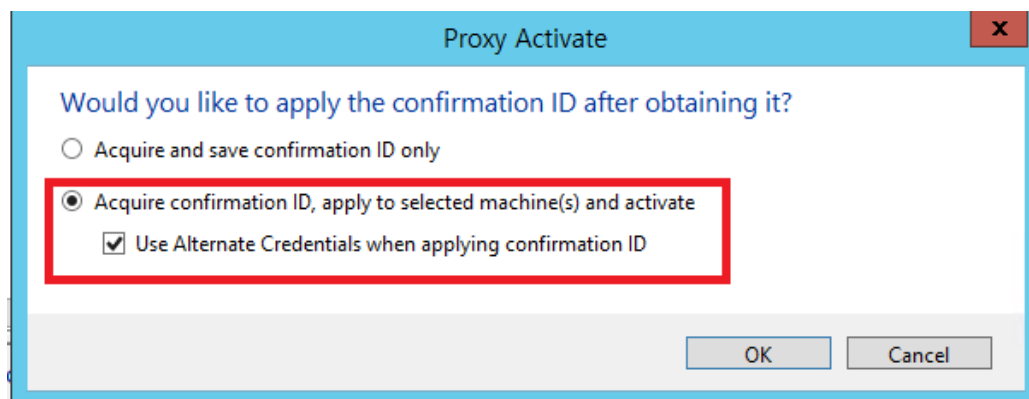 Proxy Activate
x
Would you like to apply the confirmation ID after obtaining it?
Acquire and save confirmation ID only
Acquire confirmation ID, apply to selected machine(s) and activate
Use Alternate Credentials when applying confirmation ID
OK Cancel